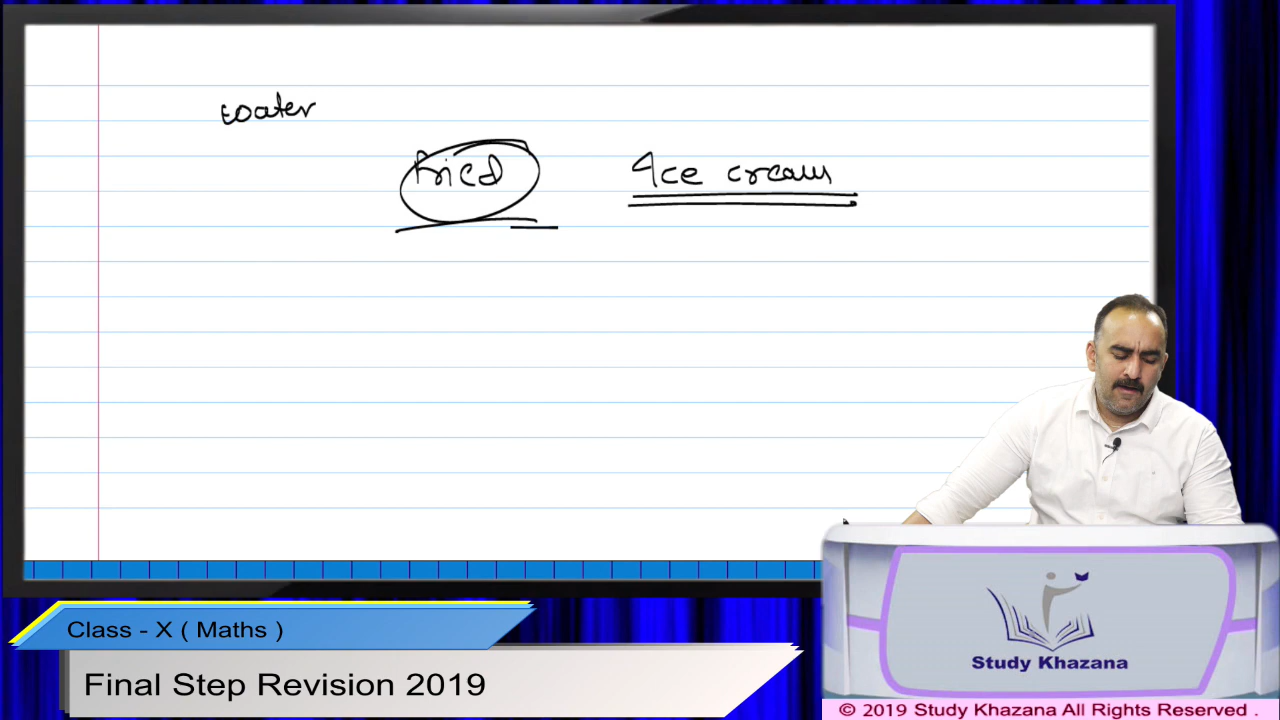 water
fried Ice cream
Class - X ( Maths )
Final Step Revision 2019
Study Khazana
© 2019 Study Khazana All Rights Reserved .